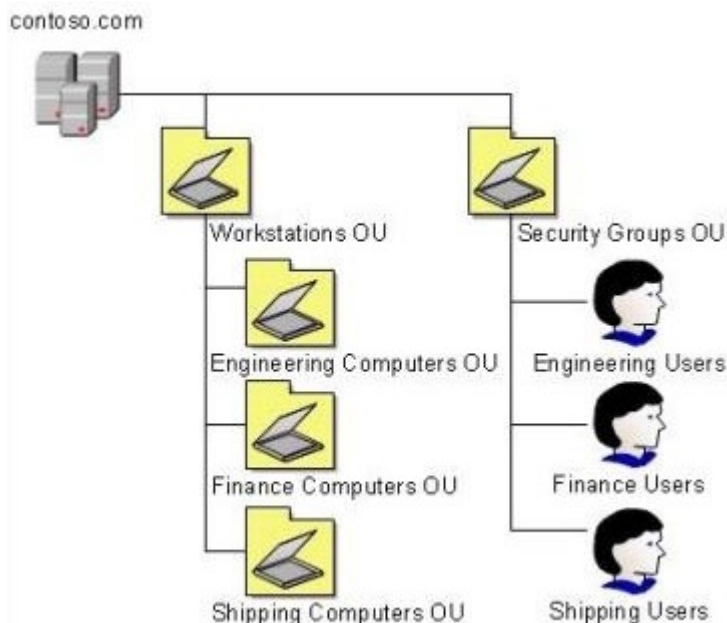 contoso.com
Workstations OU
Security Groups OU
Engineering Computers OU
Engineering Users
Finance Computers OU
Finance Users
Shipping Computers OU
Shipping Users